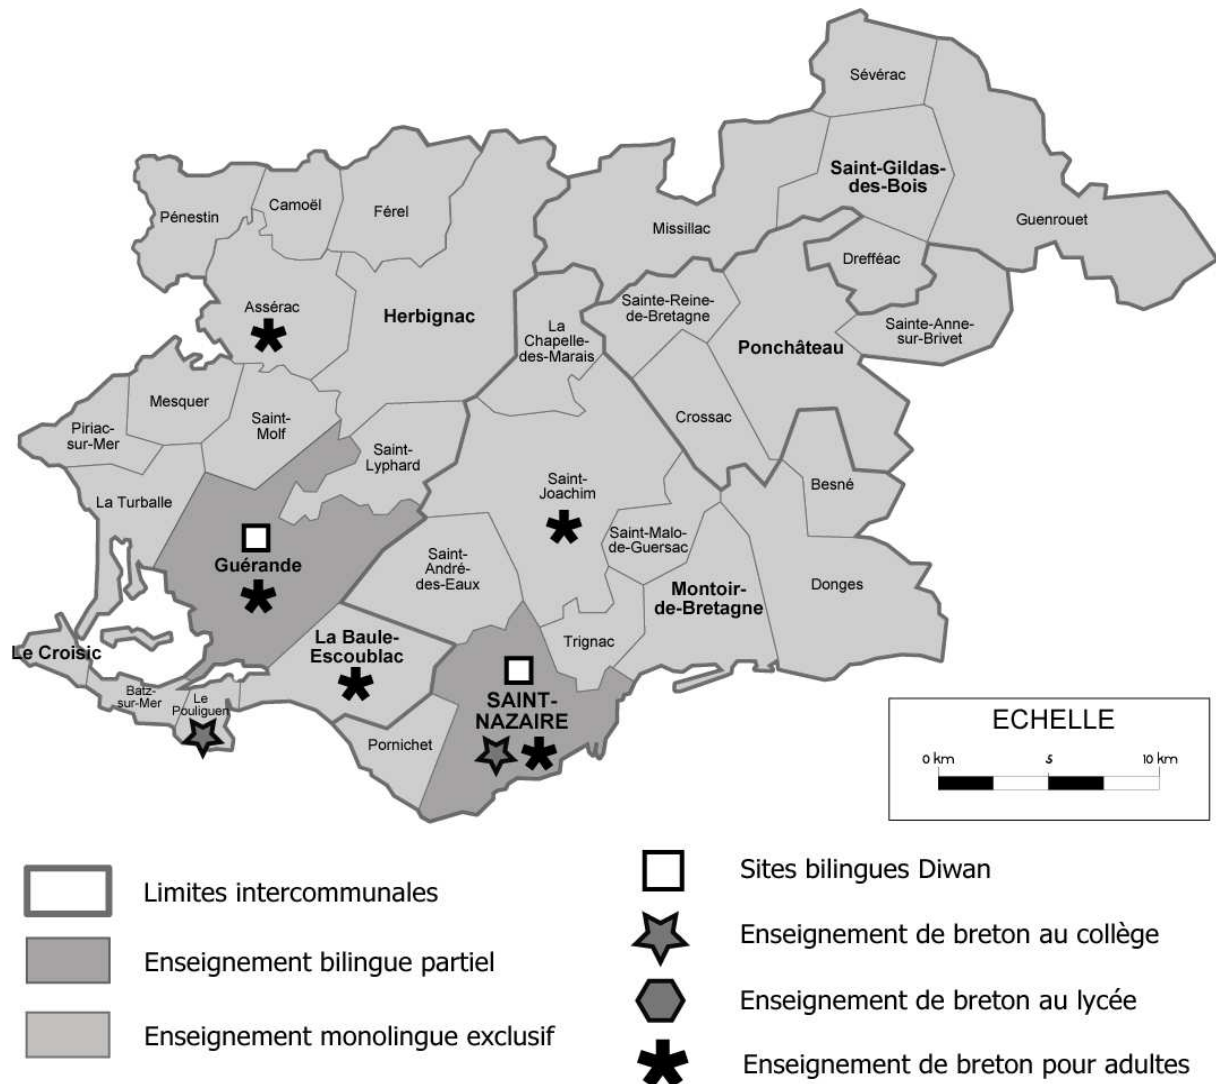 Sévérac
Saint-Gildas-
des-Bois
Pénestin
Camoël
Férel
Missillac
Guenrouet
Drefféac
Assérac
Herbignac
Sainte-Reine-
de-Bretagne
La
Chapelle-
des-Marais
Ponchâteau
Sainte-Anne-
sur-Brivet
Mesquer
Piriac-
sur-Mer
Saint-
Molf
Crossac
Saint-
Lyphard
La Turballe
Saint-
Joachim
Besné
Saint-Malo-
de-Guersac
Guérande
Saint-
André-
des-Eaux
Montoir-
de-Bretagne
Donges
La Baule-
Escoublac
Trignac
Le Croisic
Batz-
sur-Mer
Le
Pouliguen
SAINT-
NAZAIRE
Pornichet
ECHELLE
0 km 5 10 km
Limites intercommunales
Enseignement bilingue partiel
Enseignement monolingue exclusif
Sites bilingues Diwan
Enseignement de breton au collège
Enseignement de breton au lycée
Enseignement de breton pour adultes